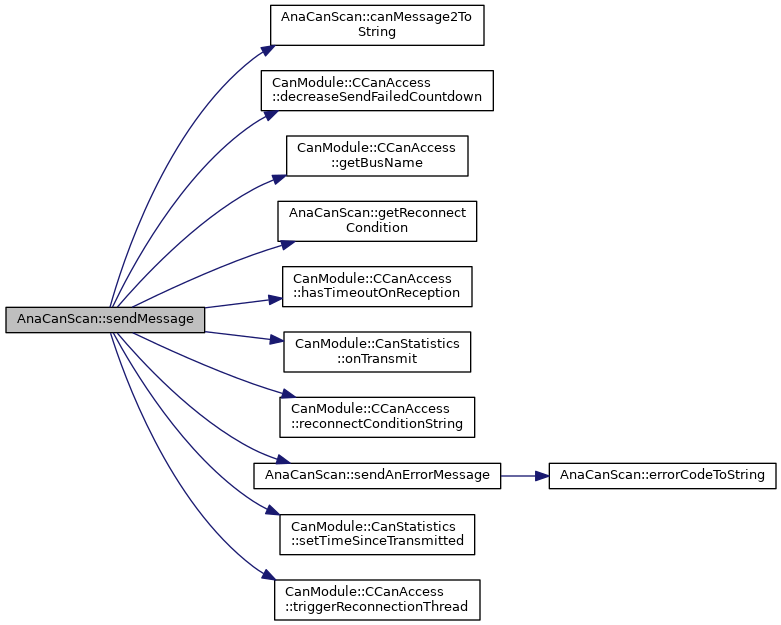 AnaCanScan::canMessage2To
String
CanModule::CCanAccess
::decreaseSendFailedCountdown
CanModule::CCanAccess
::getBusName
AnaCanScan::getReconnect
Condition
CanModule::CCanAccess
::hasTimeoutOnReception
AnaCanScan::sendMessage
CanModule::CanStatistics
::onTransmit
CanModule::CCanAccess
::reconnectConditionString
AnaCanScan::sendAnErrorMessage
AnaCanScan::errorCodeToString
CanModule::CanStatistics
::setTimeSinceTransmitted
CanModule::CCanAccess
::triggerReconnectionThread